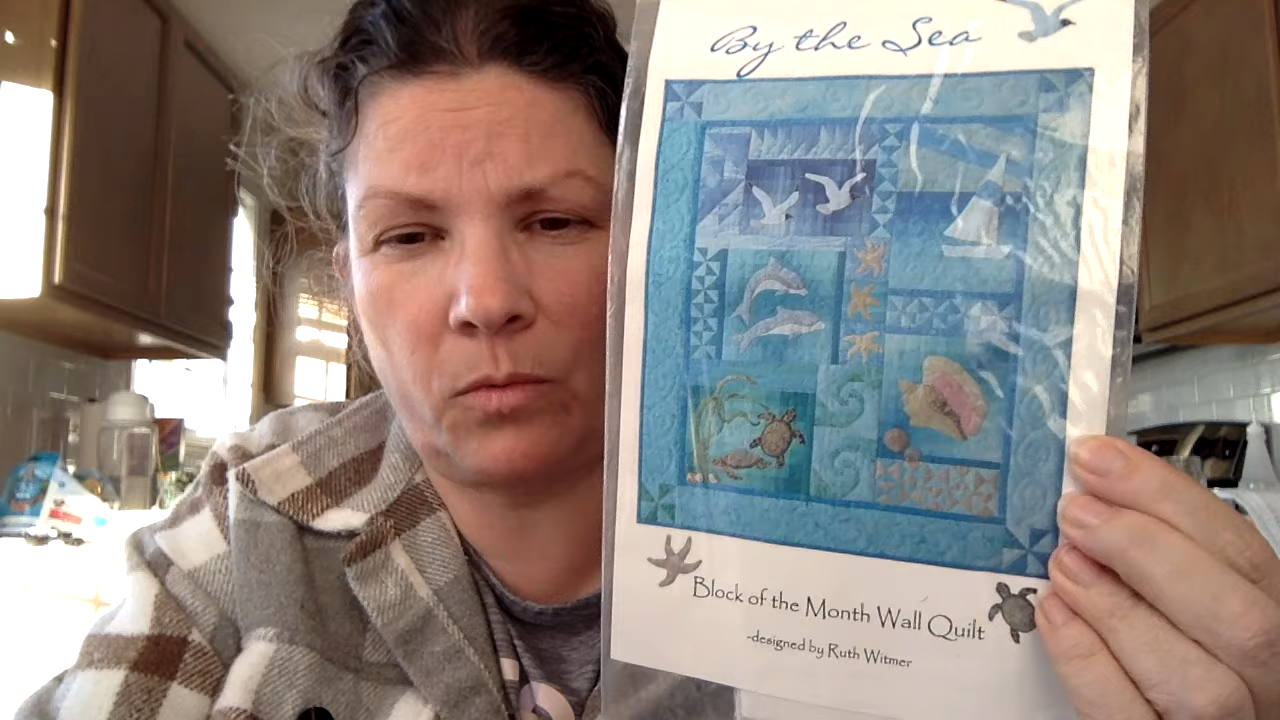 By the Sea
Block of the Month Wall Quilt
-designed by Ruth Witmer